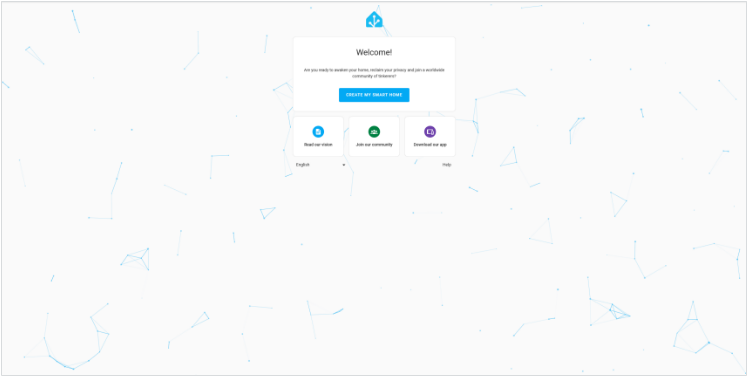 Welcome!
Are you ready to awaken your home, reclaim your privacy and join a worldwide
community of tinkerers?
CREATE MY SMART HOME
Read our vision
Join our community
Download our app
English
Help